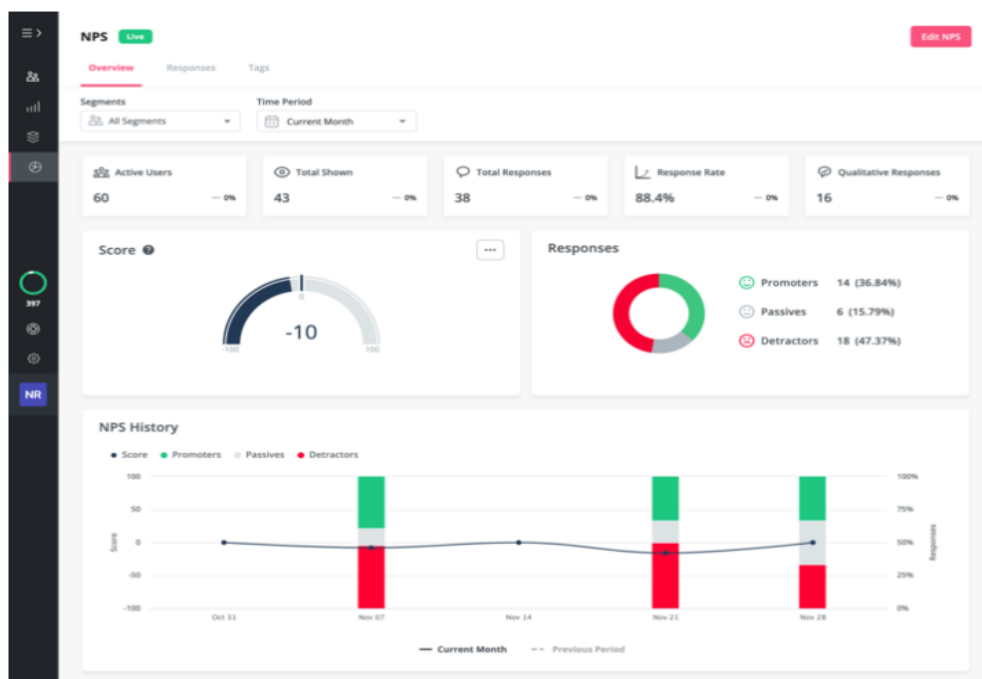 NPS Live
Edit NPS
Overview Responses Tags
Segments Time Period
All Segments Current Month
Active Users Total Shown Total Responses Response Rate Qualitative Responses
60 — 0% 43 — 0% 38 — 0% 88.4% — 0% 16 — 0%
Score ? ...
0
-10
-100 100
Responses
Promoters 14 (36.84%)
Passives 6 (15.79%)
Detractors 18 (47.37%)
397
NR
NPS History
Score Promoters Passives Detractors
100 100%
50 75%
0 50%
-50 25%
-100 0%
Score
Responses
Oct 31 Nov 07 Nov 14 Nov 21 Nov 28
Current Month Previous Period